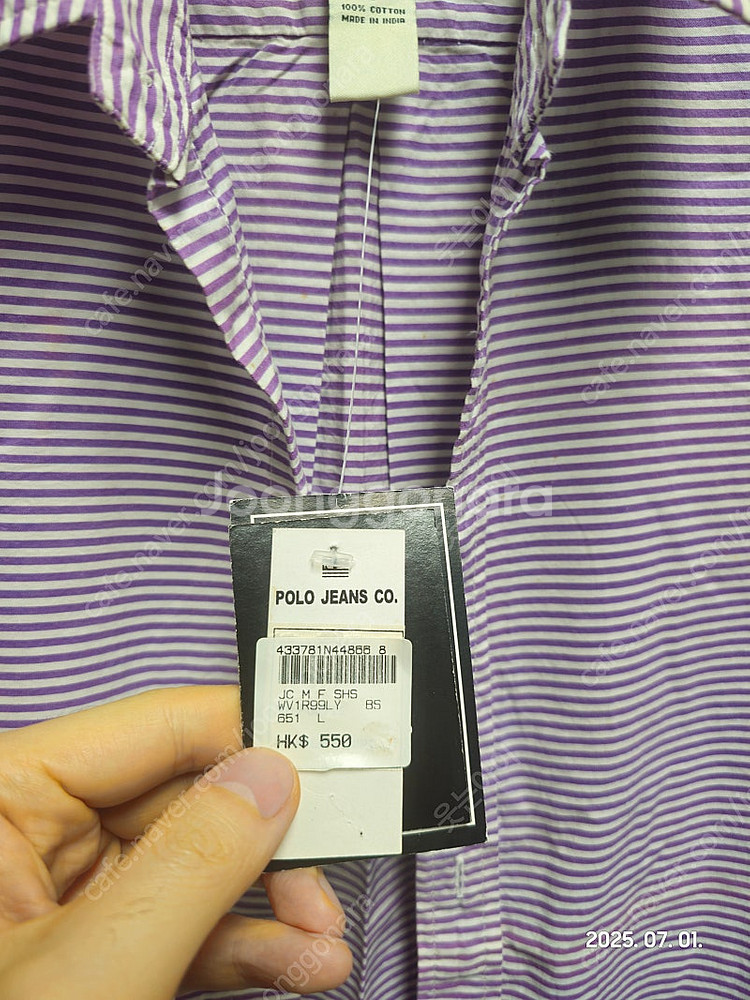 100% COTTON
MADE IN INDIA
Joonggonara
POLO JEANS CO.
433781N44866 8
JC M F SHS
WV1R99LY BS
651 L
HK$ 550
2025. 07. 01.